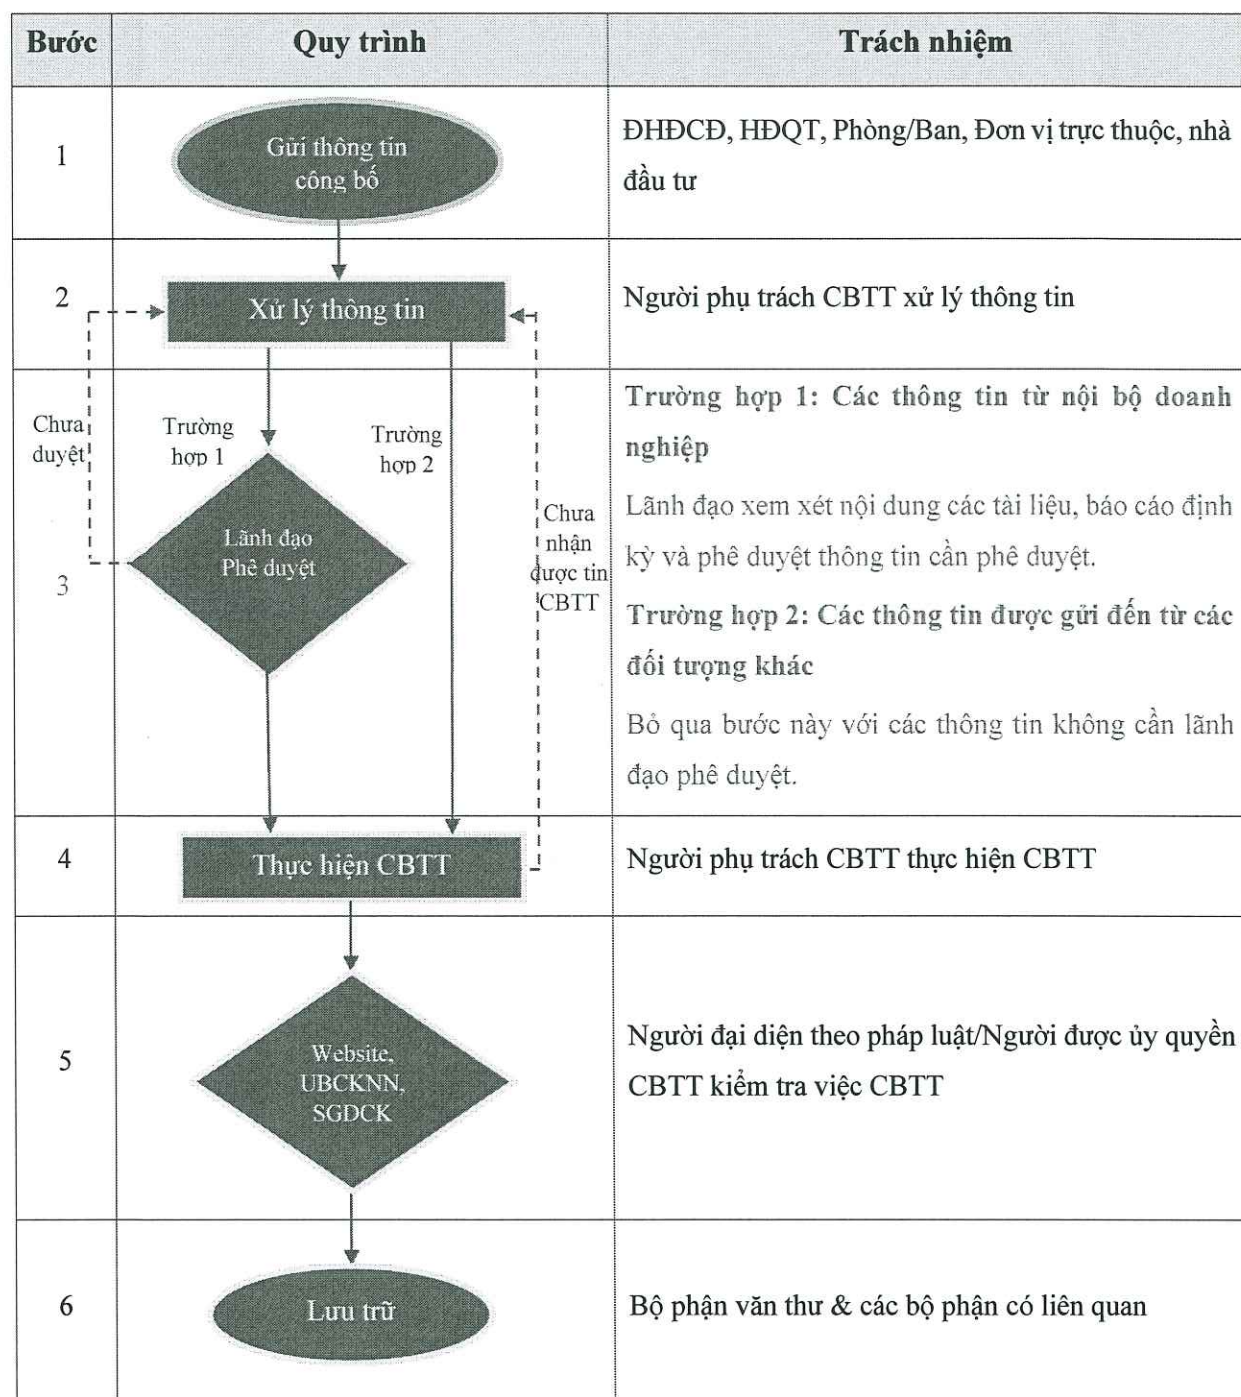 Bước
Quy trình
Trách nhiệm
1
Gửi thông tin
công bố
ĐHĐCĐ, HĐQT, Phòng/Ban, Đơn vị trực thuộc, nhà
đầu tư
2
Xử lý thông tin
Người phụ trách CBTT xử lý thông tin
3
Chưa
duyệt
Trường
hợp 1
Trường
hợp 2
Lãnh đạo
Phê duyệt
Chưa
nhận
được tin
CBTT
Trường hợp 1: Các thông tin từ nội bộ doanh
nghiệp
Lãnh đạo xem xét nội dung các tài liệu, báo cáo định
kỳ và phê duyệt thông tin cần phê duyệt.
Trường hợp 2: Các thông tin được gửi đến từ các
đối tượng khác
Bỏ qua bước này với các thông tin không cần lãnh
đạo phê duyệt.
4
Thực hiện CBTT
Người phụ trách CBTT thực hiện CBTT
5
Website,
UBCKNN,
SGDCK
Người đại diện theo pháp luật/Người được ủy quyền
CBTT kiểm tra việc CBTT
6
Lưu trữ
Bộ phận văn thư & các bộ phận có liên quan